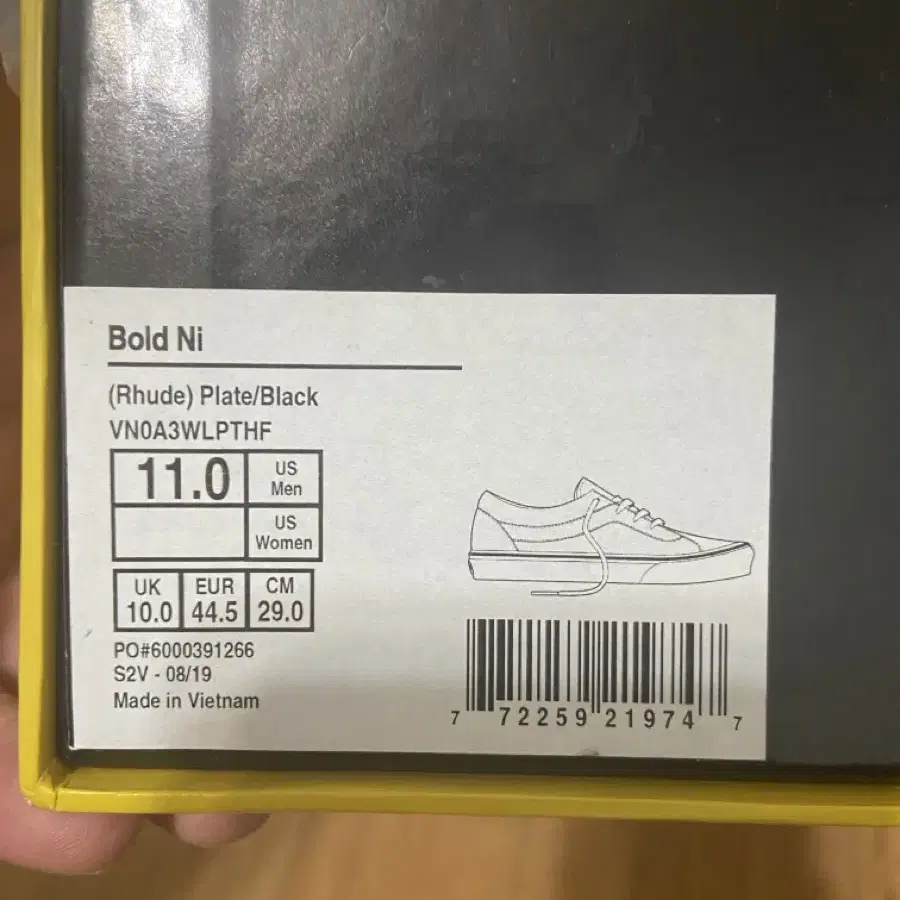 Bold Ni
(Rhude) Plate/Black
VN0A3WLPTHF
11.0 US Men
US Women
UK EUR CM
10.0 44.5 29.0
PO#6000391266
S2V - 08/19
Made in Vietnam
7 72259 21974 7